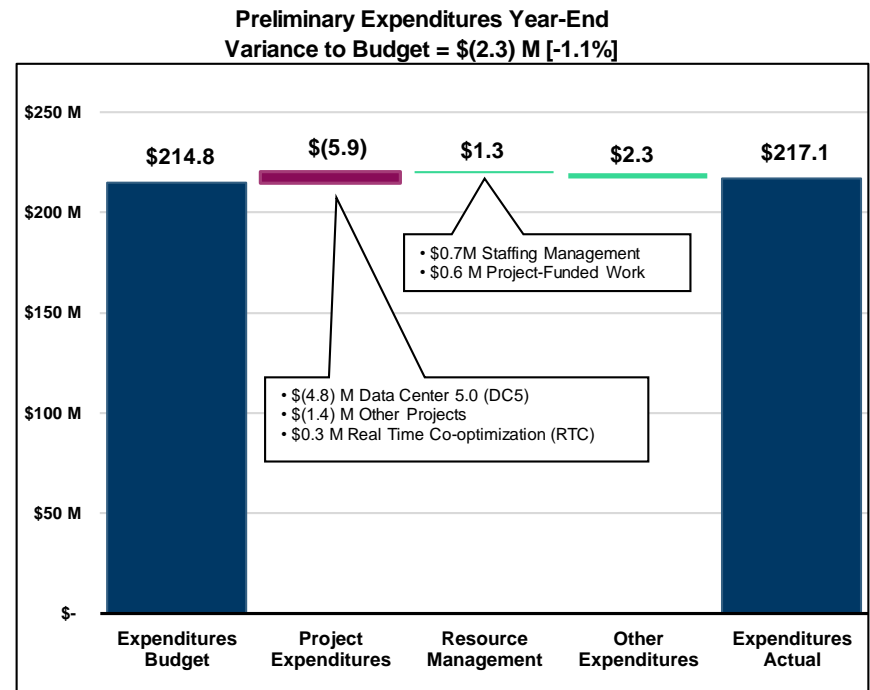 Preliminary Expenditures Year-End
Variance to Budget = $(2.3) M [-1.1%]
$250 M
$214.8
$(5.9)
$1.3
$2.3
$217.1
$200 M
• $0.7M Staffing Management
• $0.6 M Project-Funded Work
$150 M
• $(4.8) M Data Center 5.0 (DC5)
• $(1.4) M Other Projects
• $0.3 M Real Time Co-optimization (RTC)
$100 M
$50 M
$-
Expenditures
Budget
Project
Expenditures
Resource
Management
Other
Expenditures
Expenditures
Actual